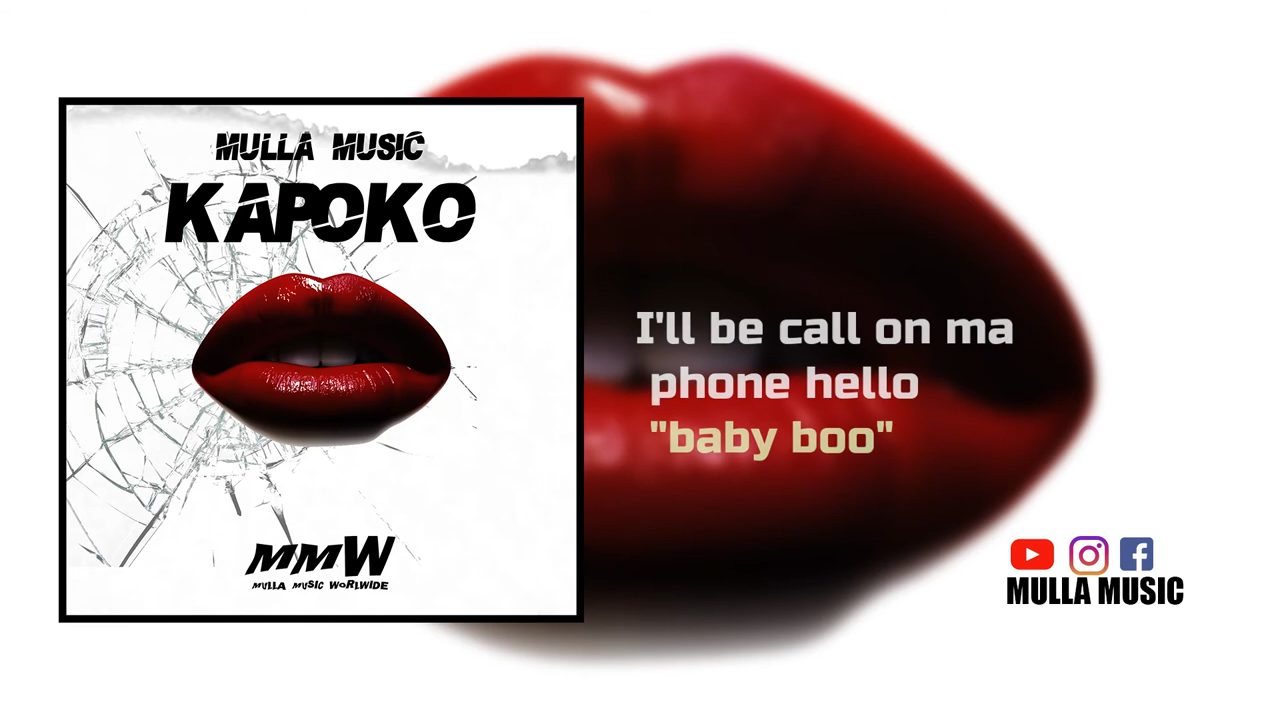 MULLA MUSIC
KAPOKO
MMW
MULLA MUSIC WORLWIDE
I'll be call on ma
phone hello
"baby boo"
MULLA MUSIC